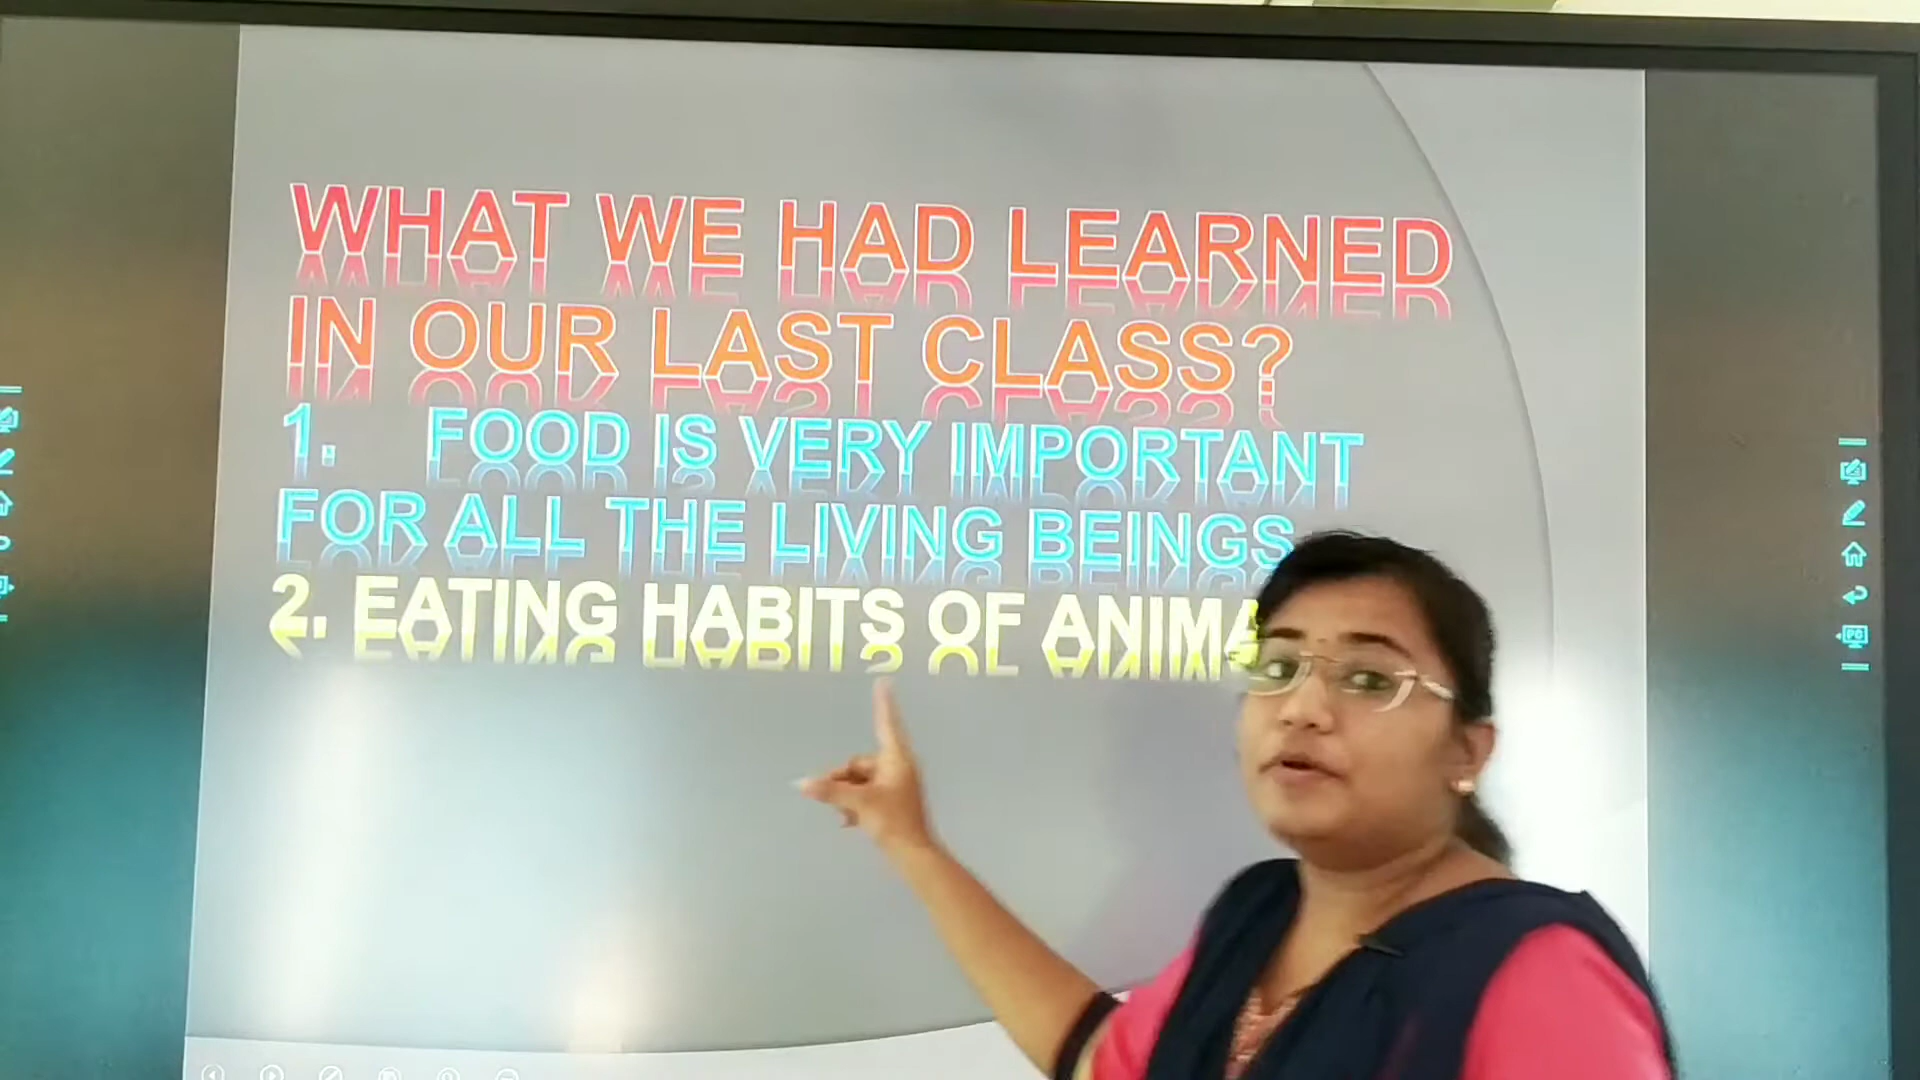 WHAT WE HAD LEARNED
IN OUR LAST CLASS?
1. FOOD IS VERY IMPORTANT
FOR ALL THE LIVING BEINGS
2. EATING HABITS OF
PC